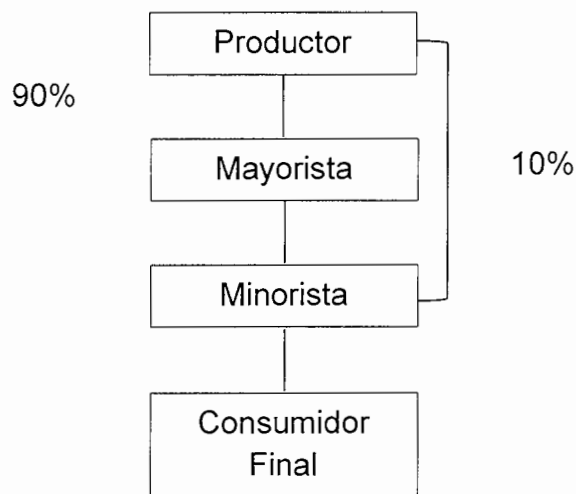 Productor
90%
Mayorista
10%
Minorista
Consumidor
Final